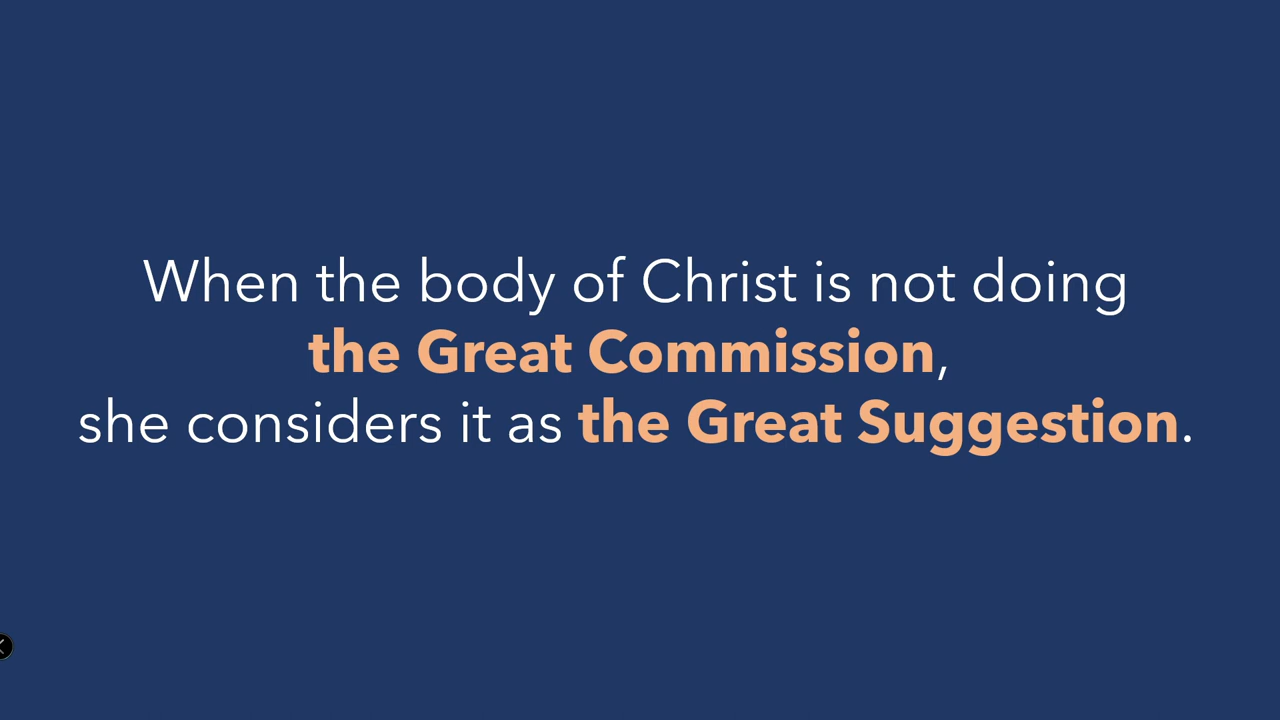 When the body of Christ is not doing
the Great Commission,
she considers it as the Great Suggestion.